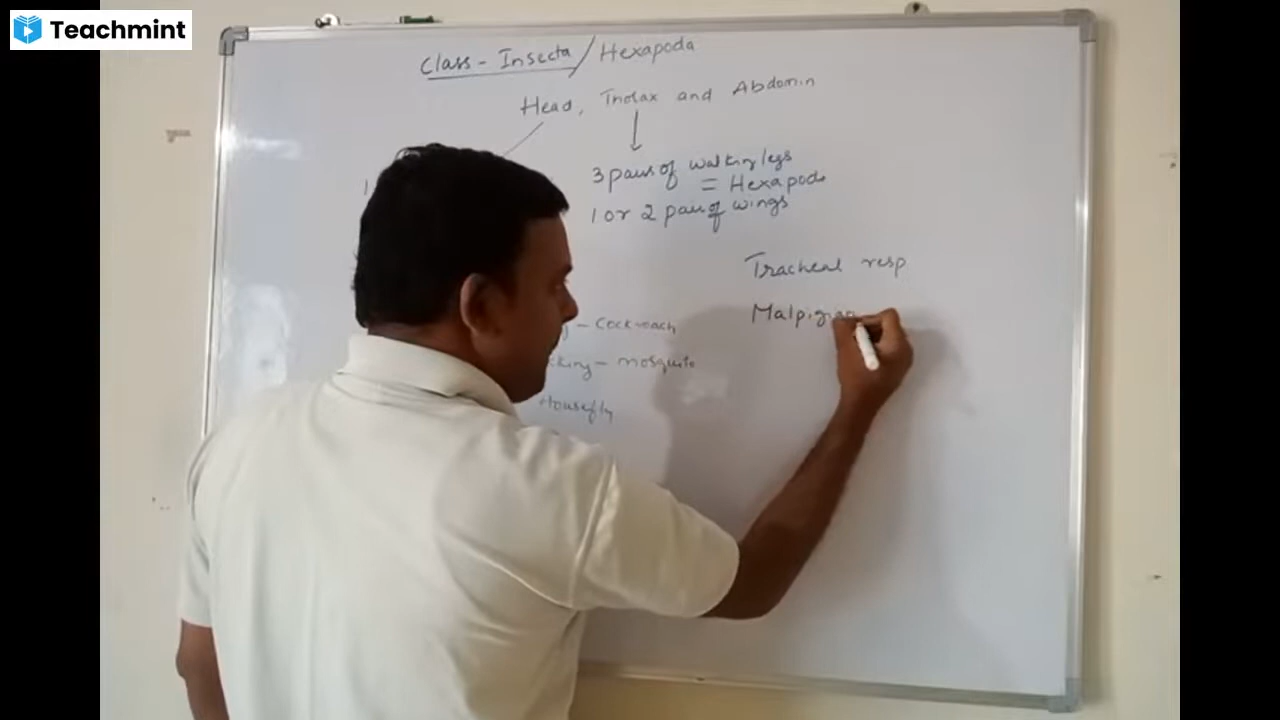 Teachmint
Class - Insecta / Hexapoda
Head, Thorax and Abdomin
3 pairs of walking legs
= Hexapoda
1 or 2 pair of wings
Tracheal resp
Malpighian
- Cockroach
- mosquito
Housefly